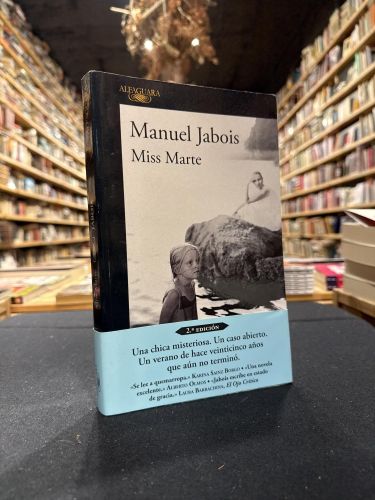 ALFAGUARA
Manuel Jabois
Miss Marte
2.ª EDICIÓN
Una chica misteriosa. Un caso abierto.
Un verano de hace veinticinco años
que aún no terminó.
«Se lee a quemarropa.» KARINA SAINZ BORGO • «Una novela
excelente.» ALBERTO OLMOS • «Jabois escribe en estado
de gracia.» LAURA BARRACHINA, El Ojo Crítico